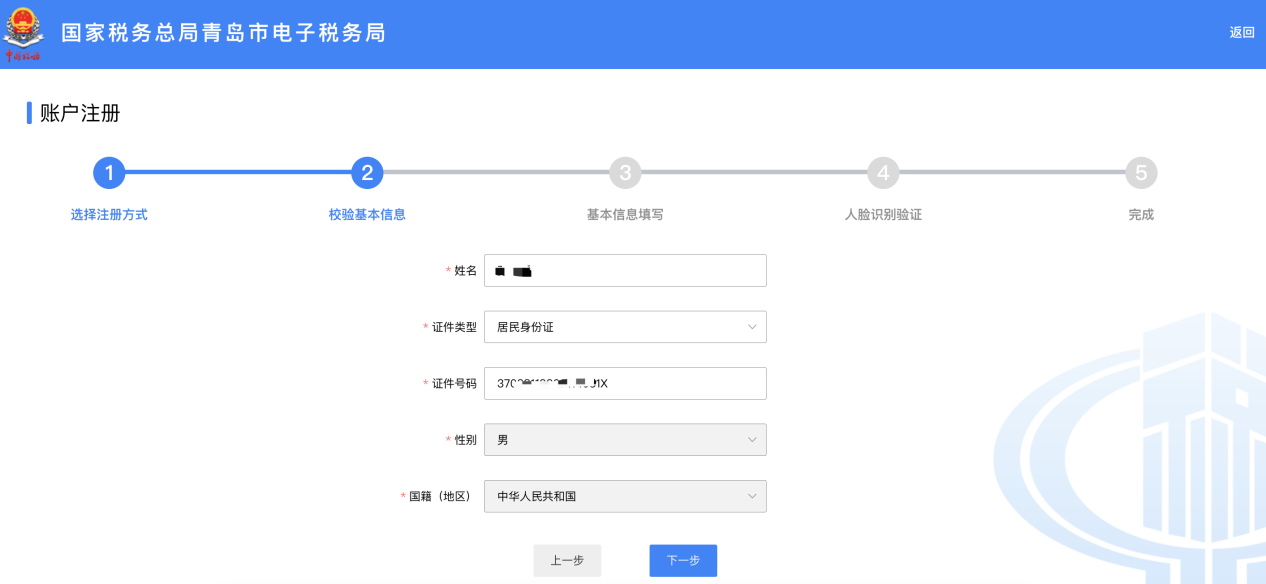 国家税务总局青岛市电子税务局
返回
账户注册
1 2 3 4 5
选择注册方式 校验基本信息 基本信息填写 人脸识别验证 完成
* 姓名
* 证件类型 居民身份证
* 证件号码
* 性别 男
* 国籍（地区） 中华人民共和国
上一步 下一步